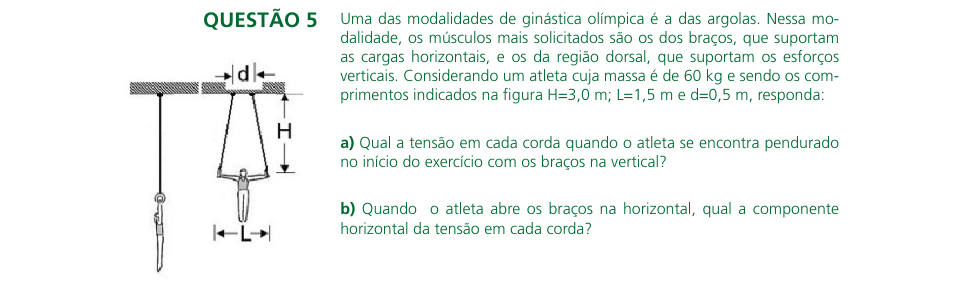 QUESTÃO 5
Uma das modalidades de ginástica olímpica é a das argolas. Nessa mo-
dalidade, os músculos mais solicitados são os dos braços, que suportam
as cargas horizontais, e os da região dorsal, que suportam os esforços
verticais. Considerando um atleta cuja massa é de 60 kg e sendo os com-
primentos indicados na figura H=3,0 m; L=1,5 m e d=0,5 m, responda:
a) Qual a tensão em cada corda quando o atleta se encontra pendurado
no início do exercício com os braços na vertical?
b) Quando o atleta abre os braços na horizontal, qual a componente
horizontal da tensão em cada corda?
d
H
L